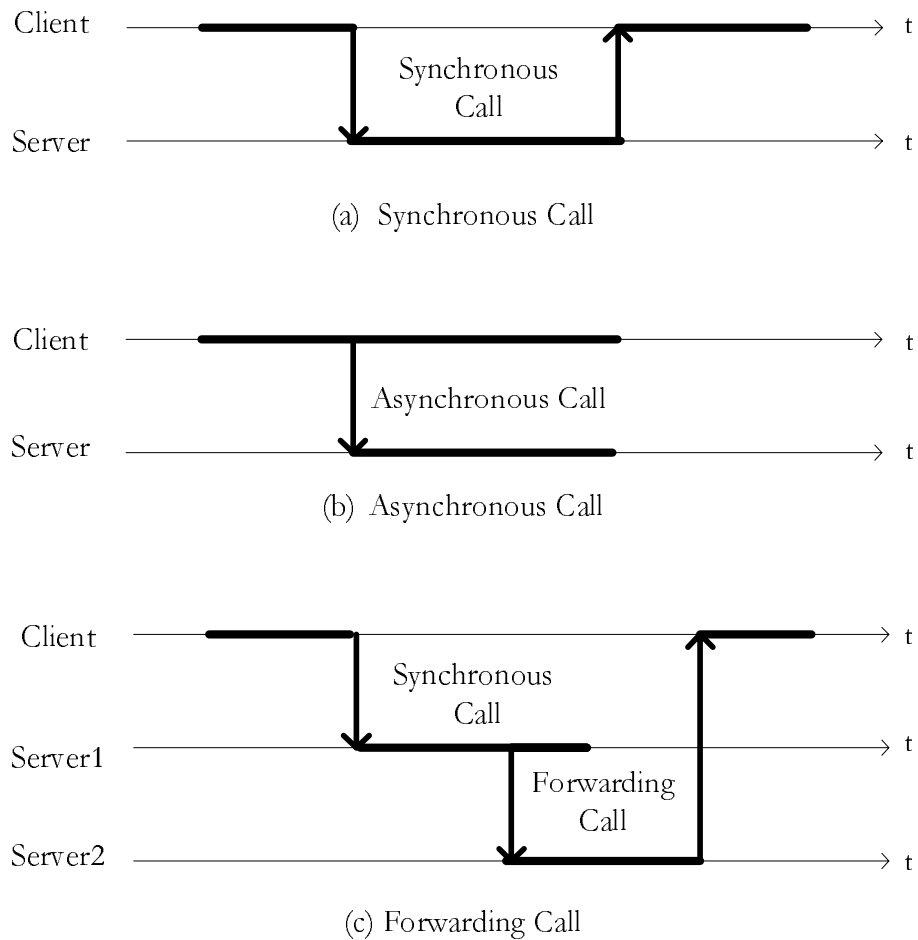 Client
t
Synchronous
Call
Server
t
(a) Synchronous Call
Client
t
Asynchronous Call
Server
t
(b) Asynchronous Call
Client
t
Synchronous
Call
Server1
t
Forwarding
Call
Server2
t
(c) Forwarding Call